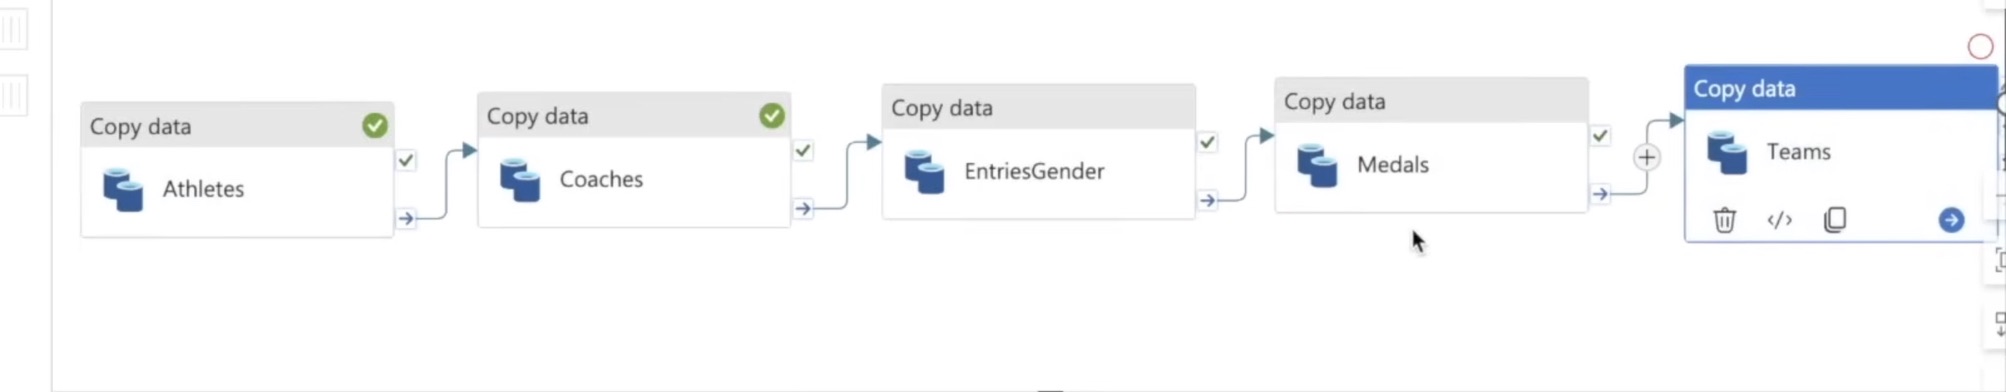 Copy data
Athletes
Copy data
Coaches
Copy data
EntriesGender
Copy data
Medals
Copy data
Teams